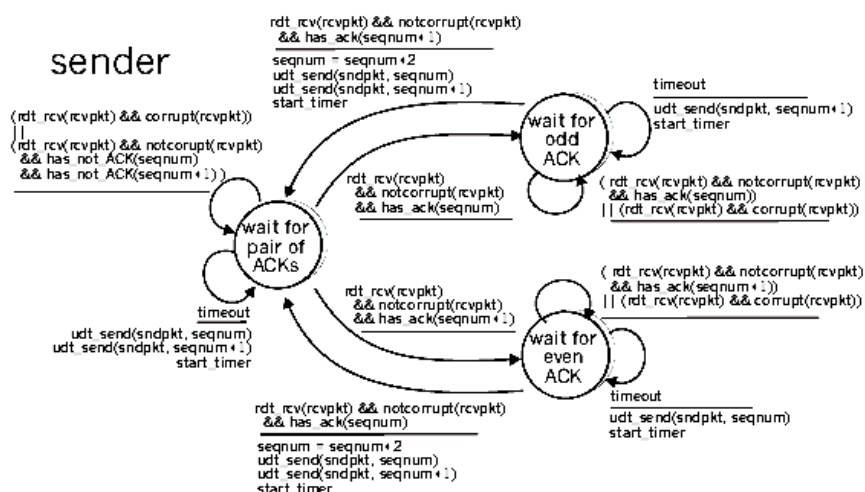 sender
rdt_rcv(rcvpkt) && notcorrupt(rcvpkt)
&& has_ack(seqnum+1)
seqnum = seqnum+2
udt_send(sndpkt, seqnum)
udt_send(sndpkt, seqnum+1)
start_timer
(rdt_rcv(rcvpkt) && corrupt(rcvpkt))
||
(rdt_rcv(rcvpkt) && notcorupt(rcvpkt)
&& has_not_ACK(seqnum)
&& has_not_ACK(seqnum+1) )
wait for
odd
ACK
timeout
udt_send(sndpkt, seqnum+1)
start_timer
rdt_rcv(rcvpkt)
&& notcorrupt(rcvpkt)
&& has_ack(seqnum)
( rdt_rcv(rcvpkt) && notcorrupt(rcvpkt)
&& has_ack(seqnum))
|| (rdt_rcv(rcvpkt) && corrupt(rcvpkt))
wait for
pair of
ACKs
timeout
udt_send(sndpkt, seqnum)
udt_send(sndpkt, seqnum+1)
start_timer
rdt_rcv(rcvpkt)
&& notcorrupt(rcvpkt)
&& has_ack(seqnum+1)
( rdt_rcv(rcvpkt) && notcorrupt(rcvpkt)
&& has_ack(seqnum+1))
|| (rdt_rcv(rcvpkt) && corrupt(rcvpkt))
wait for
even
ACK
timeout
udt_send(sndpkt, seqnum)
start_timer
rdt_rcv(rcvpkt) && notcorrupt(rcvpkt)
&& has_ack(seqnum)
seqnum = seqnum+2
udt_send(sndpkt, seqnum)
udt_send(sndpkt, seqnum+1)
start_timer